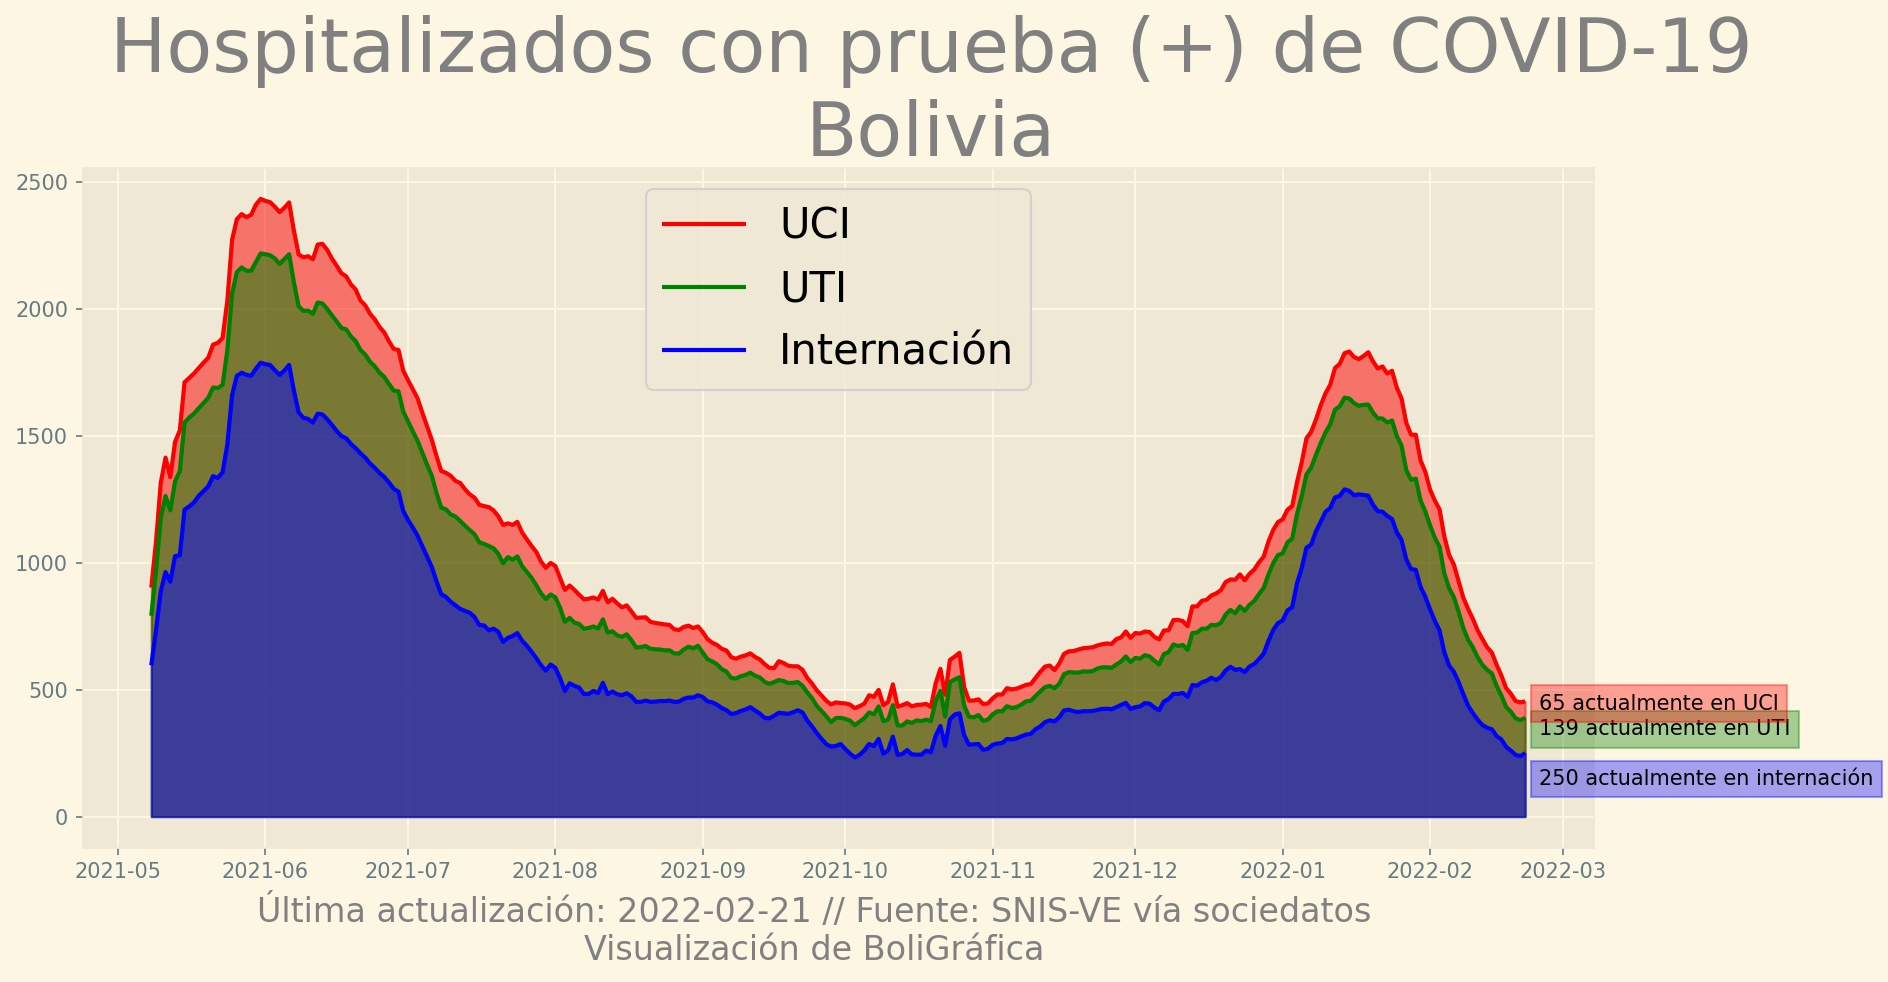 Hospitalizados con prueba (+) de COVID-19
Bolivia
UCI
UTI
Internación
2500
2000
1500
1000
500
0
65 actualmente en UCI
139 actualmente en UTI
250 actualmente en internación
2021-05 2021-06 2021-07 2021-08 2021-09 2021-10 2021-11 2021-12 2022-01 2022-02 2022-03
Última actualización: 2022-02-21 // Fuente: SNIS-VE vía sociedatos
Visualización de BoliGráfica